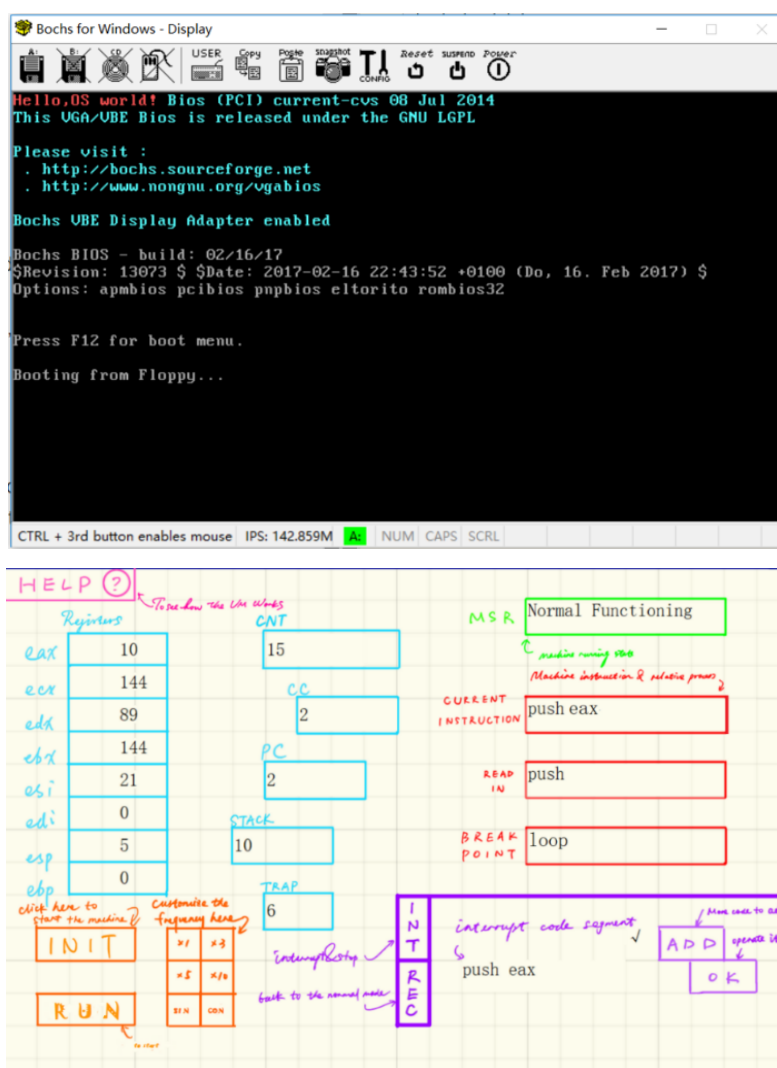 Bochs for Windows - Display
A: B: CD USER Copy Poste snapshot CONFIG Reset SUSPEND Power
Hello,OS world! Bios (PCI) current-cvs 08 Jul 2014
This VGA/VBE Bios is released under the GNU LGPL
Please visit :
. http://bochs.sourceforge.net
. http://www.nongnu.org/vgabios
Bochs VBE Display Adapter enabled
Bochs BIOS - build: 02/16/17
$Revision: 13073 $ $Date: 2017-02-16 22:43:52 +0100 (Do, 16. Feb 2017) $
Options: apmbios pcibios pnpbios eltorito rombios32
Press F12 for boot menu.
Booting from Floppy...
CTRL + 3rd button enables mouse IPS: 142.859M A: NUM CAPS SCRL
HELP ?
To see how the VM Works
Registers
eax 10
ecx 144
edx 89
ebx 144
esi 21
edi 0
esp 5
ebp 0
CNT
15
CC
2
PC
2
STACK
10
TRAP
6
MSR Normal Functioning
machine running state
Machine instruction & relative process
CURRENT INSTRUCTION push eax
READ IN push
BREAK POINT loop
click here to
start the machine
INIT
RUN
to start
Customize the
frequency here
x1 x3
x5 x10
SIN CON
interrupt & stop
INT
back to the normal mode
REC
interrupt code segment
push eax
ADD
OK